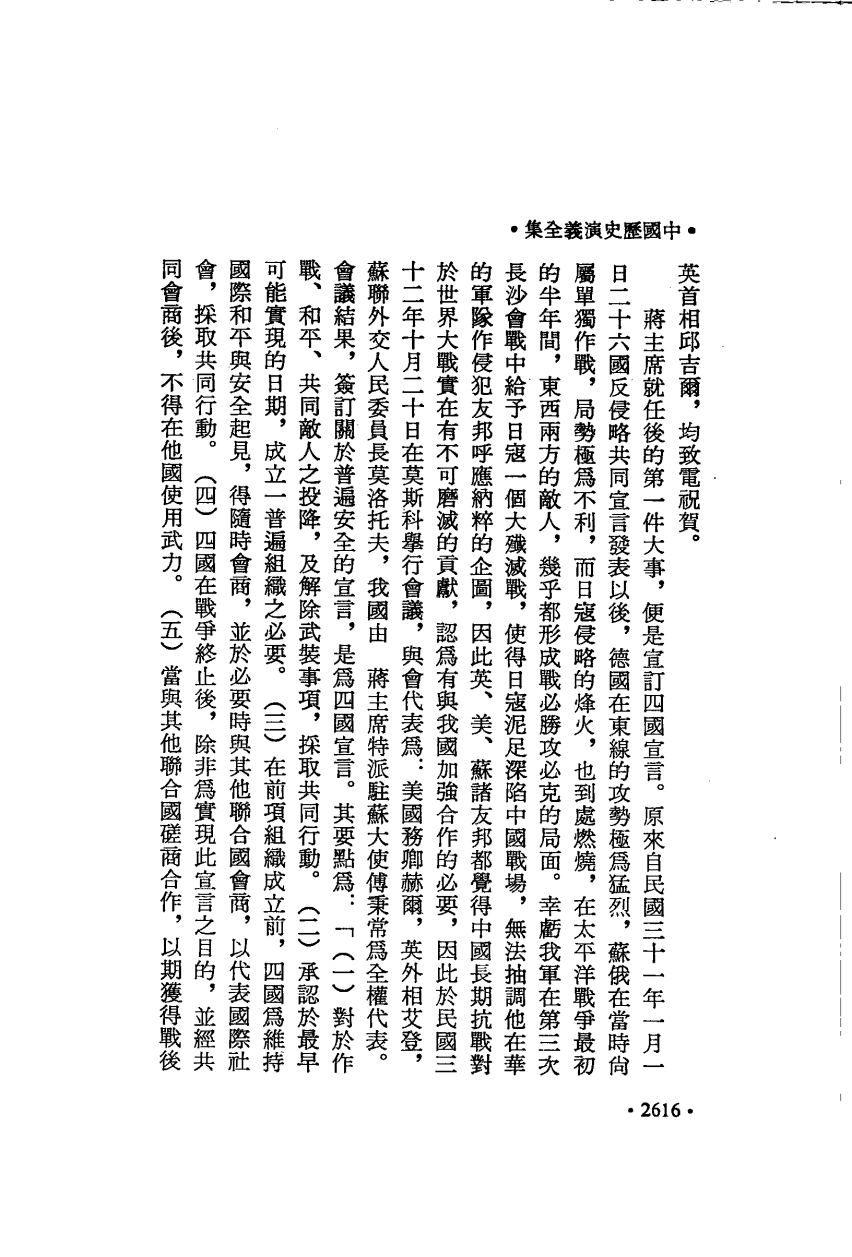 •中國歷史演義全集•
英首相邱吉爾，均致電祝賀。
蔣主席就任後的第一件大事，便是宣訂四國宣言。原來自民國三十一年一月一
日二十六國反侵略共同宣言發表以後，德國在東線的攻勢極爲猛烈，蘇俄在當時尙
屬單獨作戰，局勢極爲不利，而日寇侵略的烽火，也到處燃燒，在太平洋戰爭最初
的半年間，東西兩方的敵人，幾乎都形成戰必勝攻必克的局面。幸虧我軍在第三次
長沙會戰中給予日寇一個大殲滅戰，使得日寇泥足深陷中國戰場，無法抽調他在華
的軍隊作侵犯友邦呼應納粹的企圖，因此英、美、蘇諸友邦都覺得中國長期抗戰對
於世界大戰實在有不可磨滅的貢獻，認爲有與我國加強合作的必要，因此於民國三
十二年十月二十日在莫斯科舉行會議，與會代表爲：美國務卿赫爾，英外相艾登，
蘇聯外交人民委員長莫洛托夫，我國由　蔣主席特派駐蘇大使傅秉常爲全權代表。
會議結果，簽訂關於普遍安全的宣言，是爲四國宣言。其要點爲：「（一）對於作
戰、和平、共同敵人之投降，及解除武裝事項，採取共同行動。（二）承認於最早
可能實現的日期，成立一普遍組織之必要。（三）在前項組織成立前，四國爲維持
國際和平與安全起見，得隨時會商，並於必要時與其他聯合國會商，以代表國際社
會，採取共同行動。（四）四國在戰爭終止後，除非爲實現此宣言之目的，並經共
同會商後，不得在他國使用武力。（五）當與其他聯合國磋商合作，以期獲得戰後
•2616•